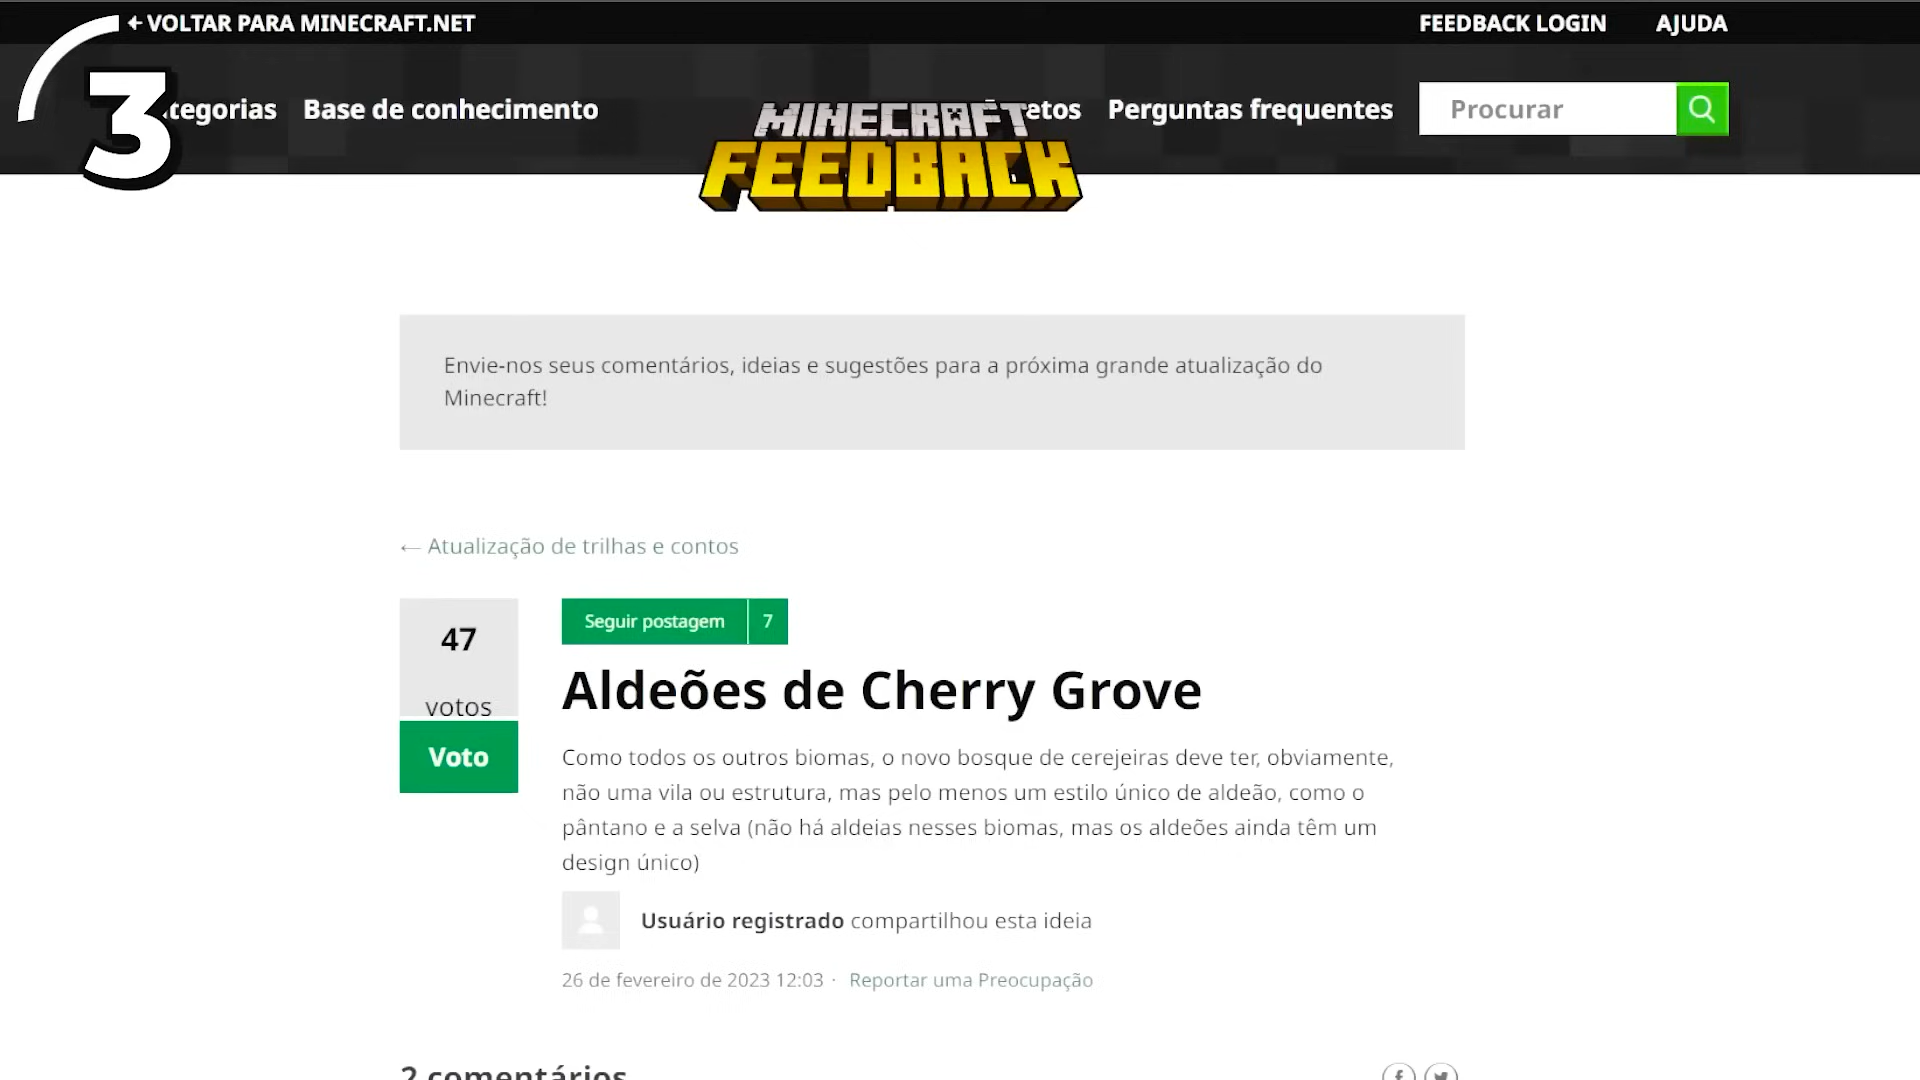 VOLTAR PARA MINECRAFT.NET
FEEDBACK LOGIN
AJUDA
3
tegorias
Base de conhecimento
MINECRAFT
FEEDBACK
etos
Perguntas frequentes
Procurar
Envie-nos seus comentários, ideias e sugestões para a próxima grande atualização do
Minecraft!
← Atualização de trilhas e contos
47
votos
Voto
Seguir postagem
7
Aldeões de Cherry Grove
Como todos os outros biomas, o novo bosque de cerejeiras deve ter, obviamente,
não uma vila ou estrutura, mas pelo menos um estilo único de aldeão, como o
pântano e a selva (não há aldeias nesses biomas, mas os aldeões ainda têm um
design único)
Usuário registrado compartilhou esta ideia
26 de fevereiro de 2023 12:03 · Reportar uma Preocupação
2 comentários